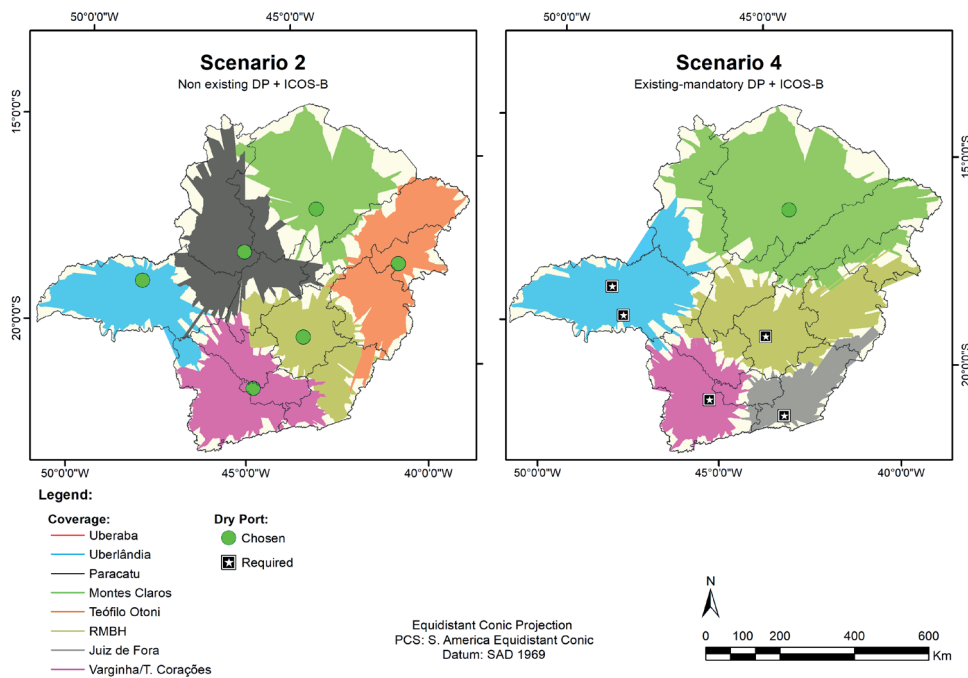 50°0'0"W
45°0'0"W
50°0'0"W
45°0'0"W
Scenario 2
Non existing DP + ICOS-B
Scenario 4
Existing-mandatory DP + ICOS-B
15°0'0"S
20°0'0"S
15°0'0"S
20°0'0"S
50°0'0"W
45°0'0"W
40°0'0"W
50°0'0"W
45°0'0"W
40°0'0"W
Legend:
Coverage:
Uberaba
Uberlândia
Paracatu
Montes Claros
Teófilo Otoni
RMBH
Juiz de Fora
Varginha/T. Corações
Dry Port:
Chosen
Required
Equidistant Conic Projection
PCS: S. America Equidistant Conic
Datum: SAD 1969
N
0 100 200 400 600
Km